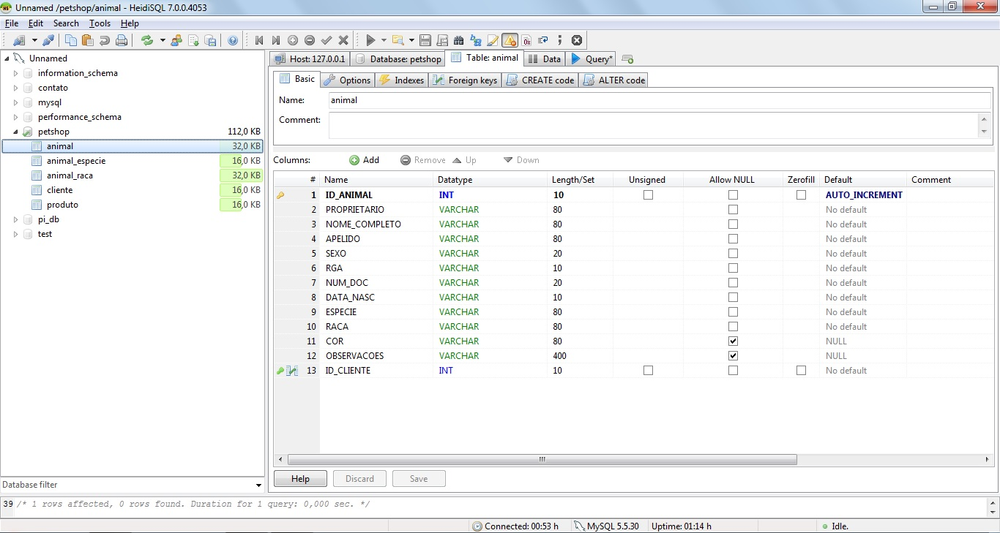 Unnamed /petshop/animal - HeidiSQL 7.0.0.4053
File Edit Search Tools Help
Unnamed
information_schema
contato
mysql
performance_schema
petshop 112,0 KB
animal 32,0 KB
animal_especie 16,0 KB
animal_raca 32,0 KB
cliente 16,0 KB
produto 16,0 KB
pi_db
test
Database filter
Host: 127.0.0.1 Database: petshop Table: animal Data Query*
Basic Options Indexes Foreign keys CREATE code ALTER code
Name: animal
Comment:
Columns: Add Remove Up Down
# Name Datatype Length/Set Unsigned Allow NULL Zerofill Default Comment
1 ID_ANIMAL INT 10 AUTO_INCREMENT
2 PROPRIETARIO VARCHAR 80 No default
3 NOME_COMPLETO VARCHAR 80 No default
4 APELIDO VARCHAR 80 No default
5 SEXO VARCHAR 20 No default
6 RGA VARCHAR 10 No default
7 NUM_DOC VARCHAR 20 No default
8 DATA_NASC VARCHAR 10 No default
9 ESPECIE VARCHAR 80 No default
10 RACA VARCHAR 80 No default
11 COR VARCHAR 80 NULL
12 OBSERVACOES VARCHAR 400 NULL
13 ID_CLIENTE INT 10 No default
Help Discard Save
39 /* 1 rows affected, 0 rows found. Duration for 1 query: 0,000 sec. */
Connected: 00:53 h MySQL 5.5.30 Uptime: 01:14 h Idle.